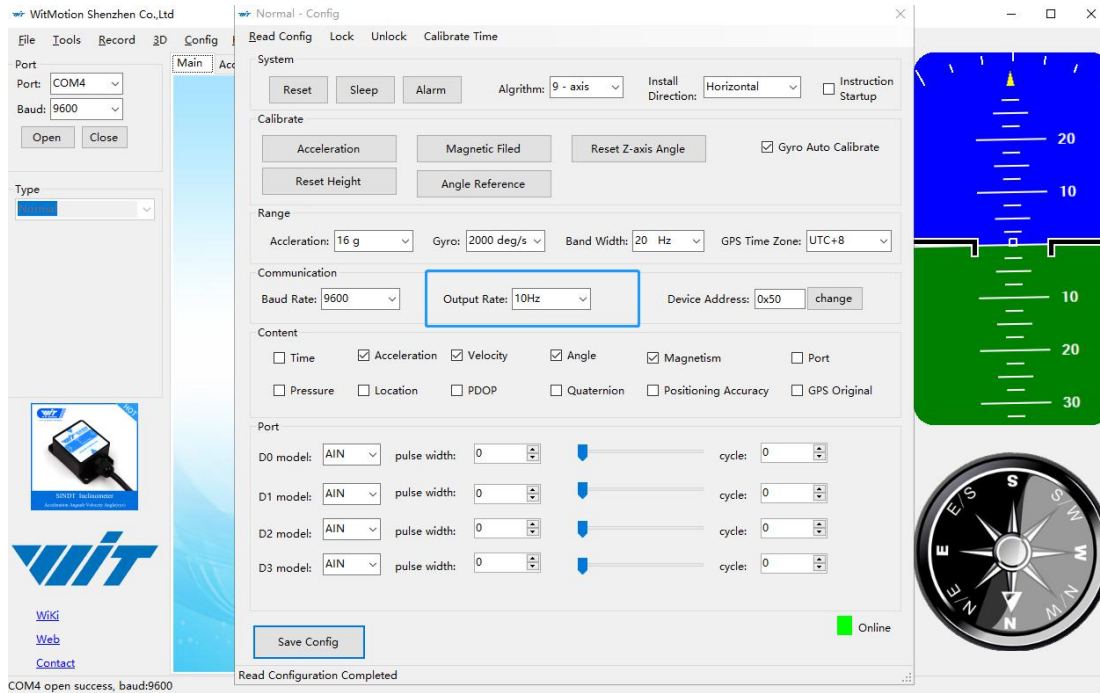 WitMotion Shenzhen Co.,Ltd
File Tools Record 3D Config
Port
Port: COM4
Baud: 9600
Open Close
Type
Normal
HOT
WIT
SINDT Inclinometer
WIT
WiKi
Web
Contact
COM4 open success, baud:9600
Main Acc
Normal - Config
Read Config Lock Unlock Calibrate Time
System
Reset Sleep Alarm Algrithm: 9 - axis Install Direction: Horizontal Instruction Startup
Calibrate
Acceleration Magnetic Filed Reset Z-axis Angle Gyro Auto Calibrate
Reset Height Angle Reference
Range
Accleration: 16 g Gyro: 2000 deg/s Band Width: 20 Hz GPS Time Zone: UTC+8
Communication
Baud Rate: 9600 Output Rate: 10Hz Device Address: 0x50 change
Content
Time Acceleration Velocity Angle Magnetism Port
Pressure Location PDOP Quaternion Positioning Accuracy GPS Original
Port
D0 model: AIN pulse width: 0 cycle: 0
D1 model: AIN pulse width: 0 cycle: 0
D2 model: AIN pulse width: 0 cycle: 0
D3 model: AIN pulse width: 0 cycle: 0
Save Config
Online
Read Configuration Completed
20
10
10
20
30
S
S/W
W
N/W
N
N/E
E
E/S